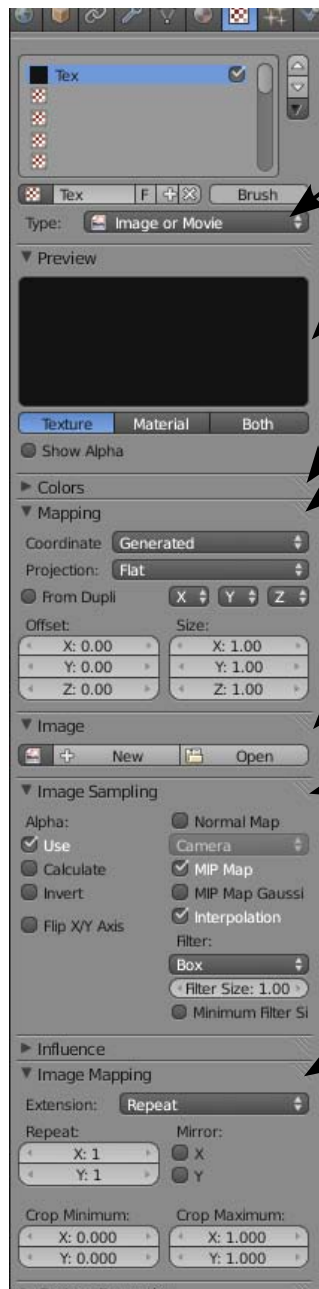 Tex
Tex F Brush
Type: Image or Movie
Preview
Texture Material Both
Show Alpha
Colors
Mapping
Coordinate Generated
Projection: Flat
From Dupli X Y Z
Offset: Size:
X: 0.00 X: 1.00
Y: 0.00 Y: 1.00
Z: 0.00 Z: 1.00
Image
New Open
Image Sampling
Alpha: Normal Map
Use Camera
Calculate MIP Map
Invert MIP Map Gaussi
Flip X/Y Axis Interpolation
Filter:
Box
Filter Size: 1.00
Minimum Filter Si
Influence
Image Mapping
Extension: Repeat
Repeat: Mirror:
X: 1 X
Y: 1 Y
Crop Minimum: Crop Maximum:
X: 0.000 X: 1.000
Y: 0.000 Y: 1.000